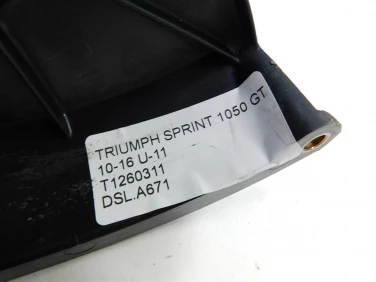 TRIUMPH SPRINT 1050 GT
10-16 U-11
T1260311
DSL.A671